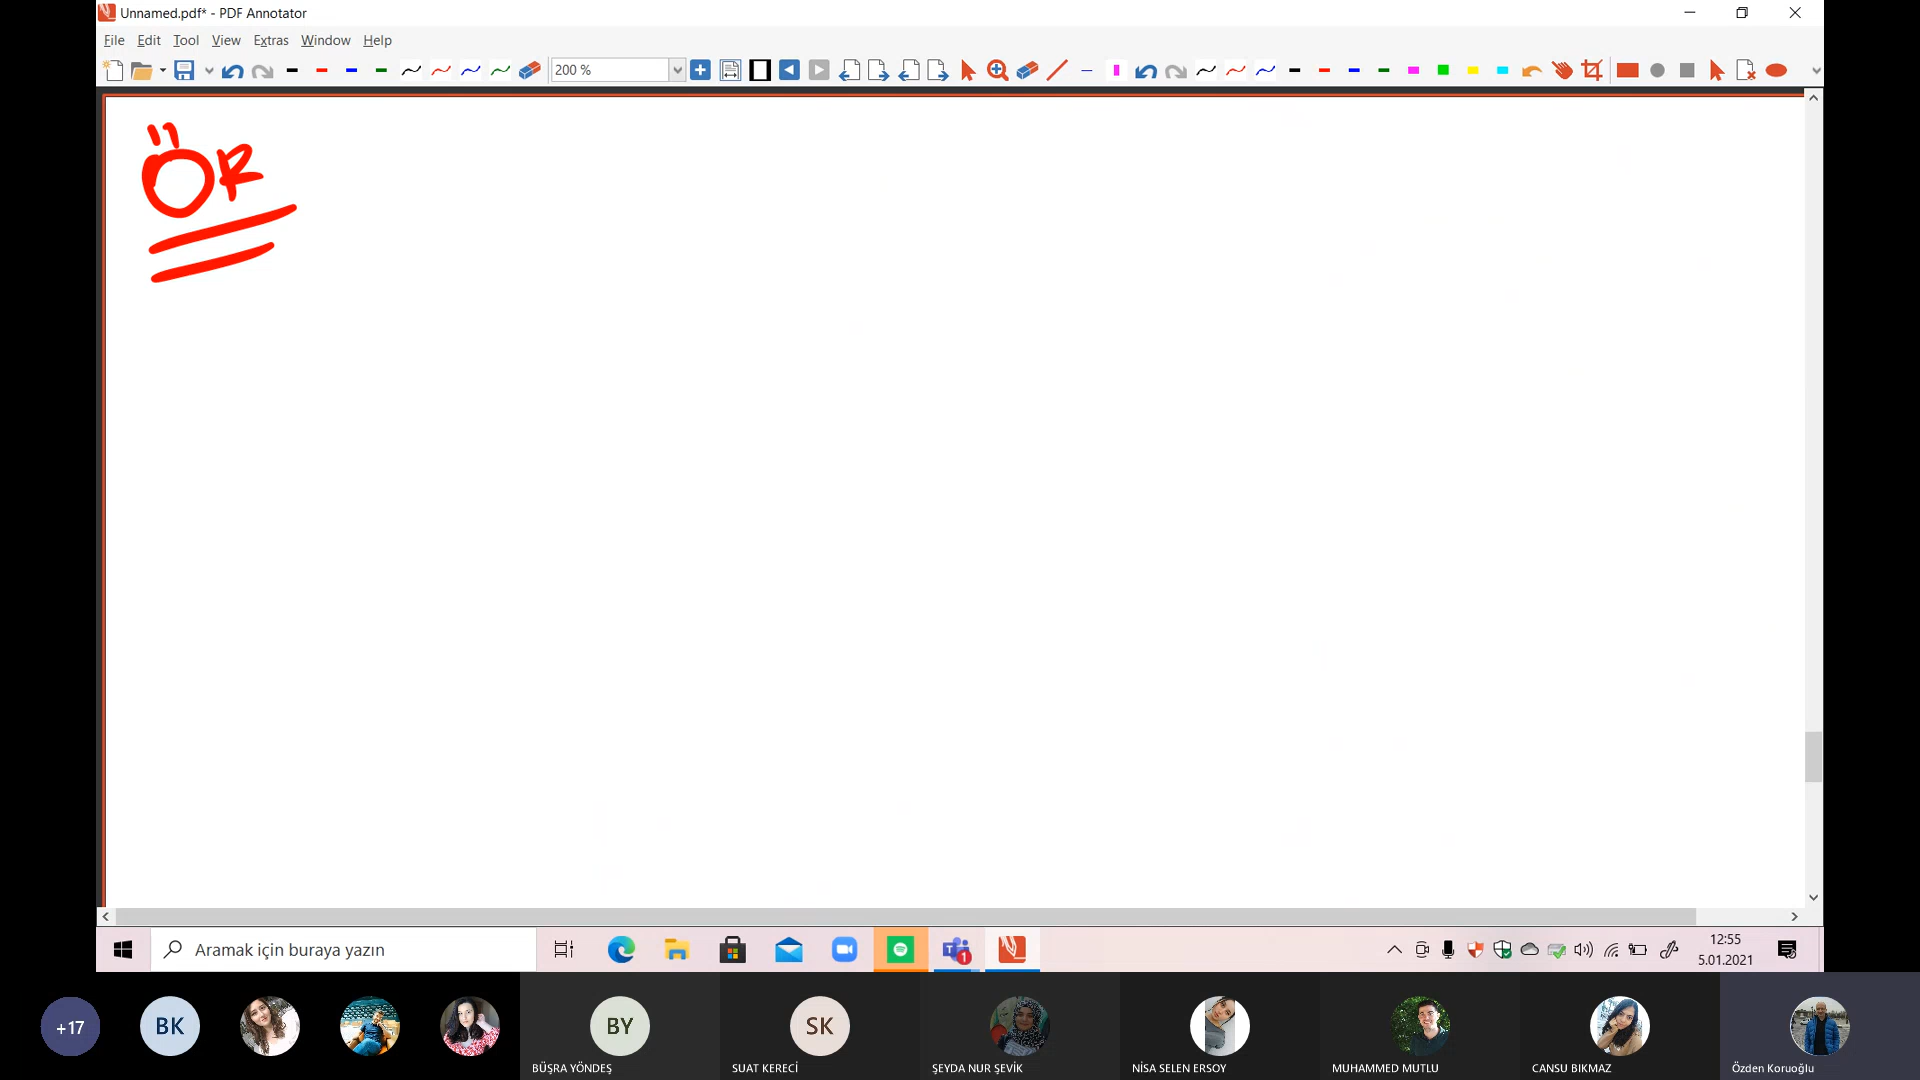 Unnamed.pdf* - PDF Annotator
File Edit Tool View Extras Window Help
200 %
ÖR
Aramak için buraya yazın
1
12:55
5.01.2021
+17
BK
BY
SK
BÜŞRA YÖNDEŞ
SUAT KERECİ
ŞEYDA NUR ŞEVİK
NİSA SELEN ERSOY
MUHAMMED MUTLU
CANSU BIKMAZ
Özden Koruoğlu